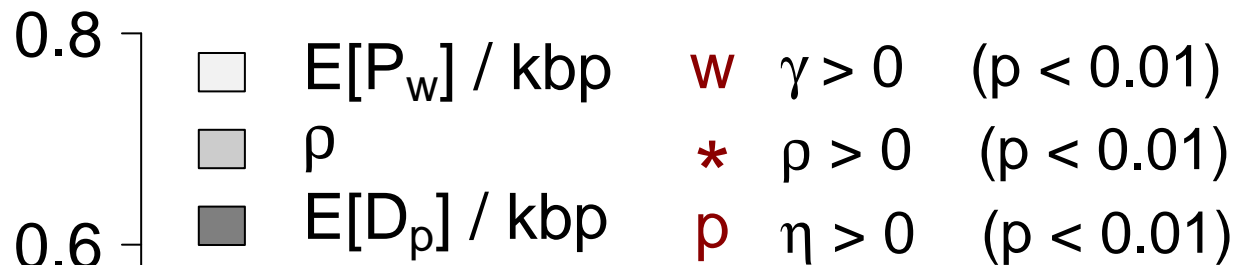 0.8
E[P_w] / kbp w γ > 0 (p < 0.01)
ρ * ρ > 0 (p < 0.01)
E[D_p] / kbp p η > 0 (p < 0.01)
0.6